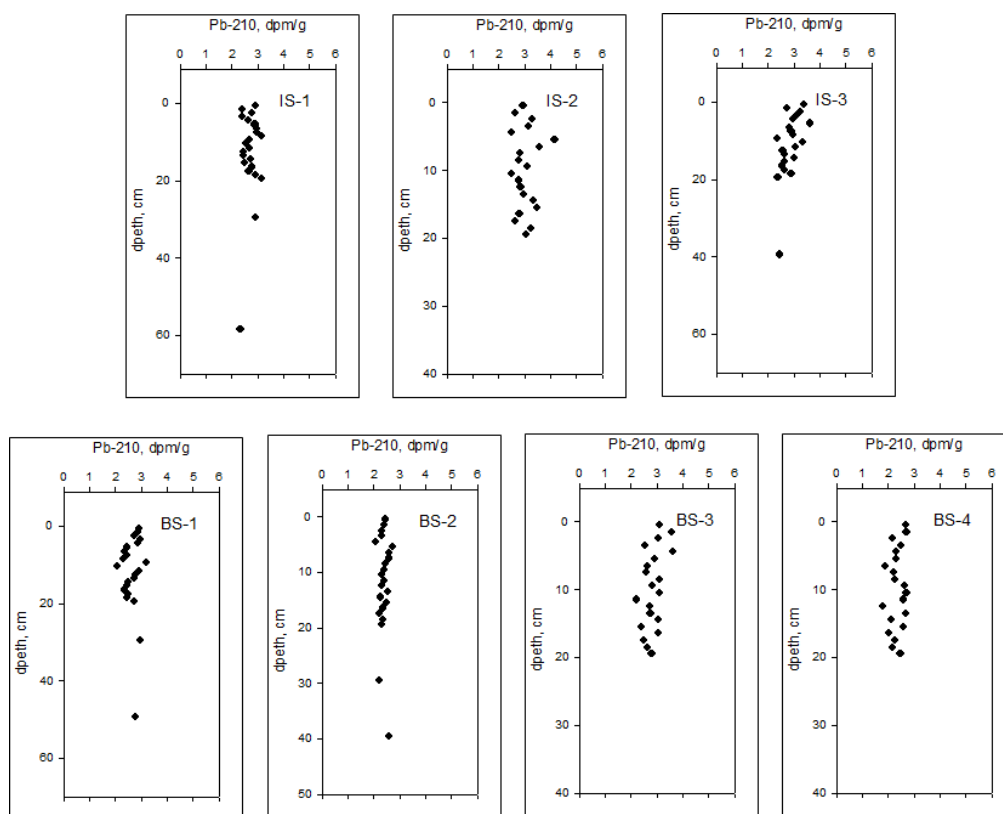 Pb-210, dpm/g
0 1 2 3 4 5 6
IS-1
dpeth, cm
0
20
40
60
Pb-210, dpm/g
0 1 2 3 4 5 6
IS-2
dpeth, cm
0
10
20
30
40
Pb-210, dpm/g
0 1 2 3 4 5 6
IS-3
dpeth, cm
0
20
40
60
Pb-210, dpm/g
0 1 2 3 4 5 6
BS-1
dpeth, cm
0
20
40
60
Pb-210, dpm/g
0 1 2 3 4 5 6
BS-2
dpeth, cm
0
10
20
30
40
50
Pb-210, dpm/g
0 1 2 3 4 5 6
BS-3
dpeth, cm
0
10
20
30
40
Pb-210, dpm/g
0 1 2 3 4 5 6
BS-4
dpeth, cm
0
10
20
30
40